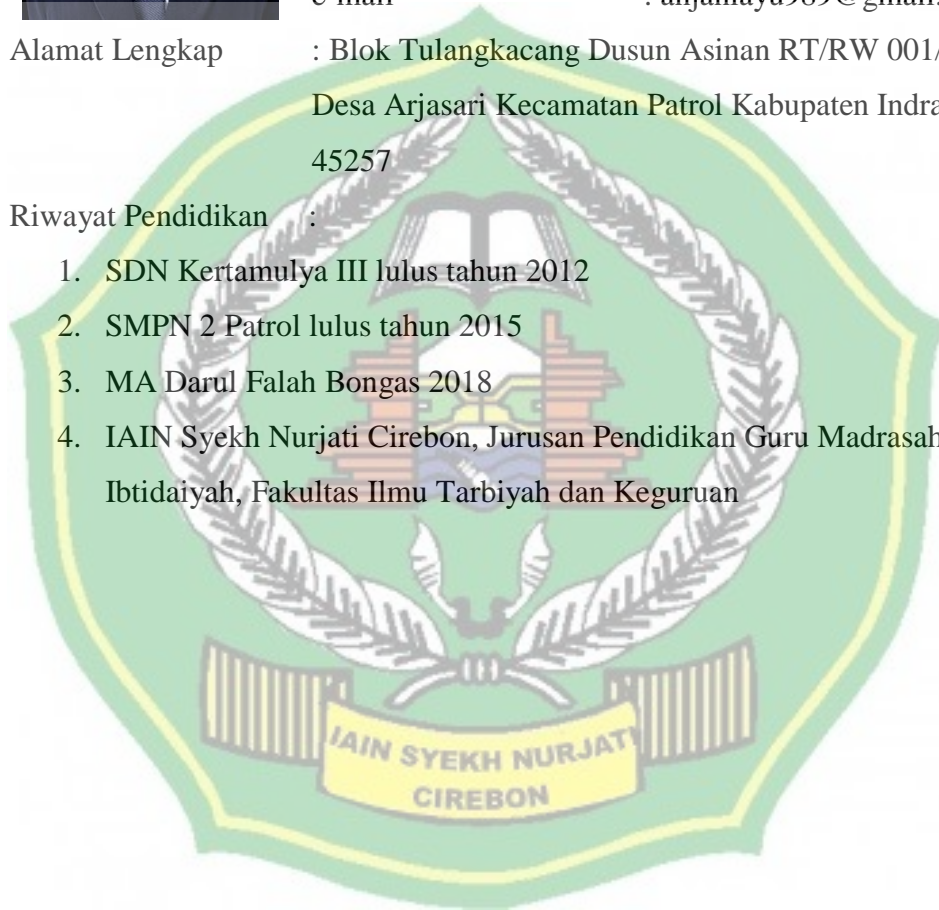 Alamat Lengkap : Blok Tulangkacang Dusun Asinan RT/RW 001/
Desa Arjasari Kecamatan Patrol Kabupaten
45257
Riwayat Pendidikan :
1. SDN Kertamulya III lulus tahun 2012
2. SMPN 2 Patrol lulus tahun 2015
3. MA Darul Falah Bongas 2018
4. IAIN Syekh Nurjati Cirebon, Jurusan Pendidikan Guru Madrasah
Ibtidaiyah, Fakultas Ilmu Tarbiyah dan Keguruan
IAIN SYEKH NURJATI
CIREBON